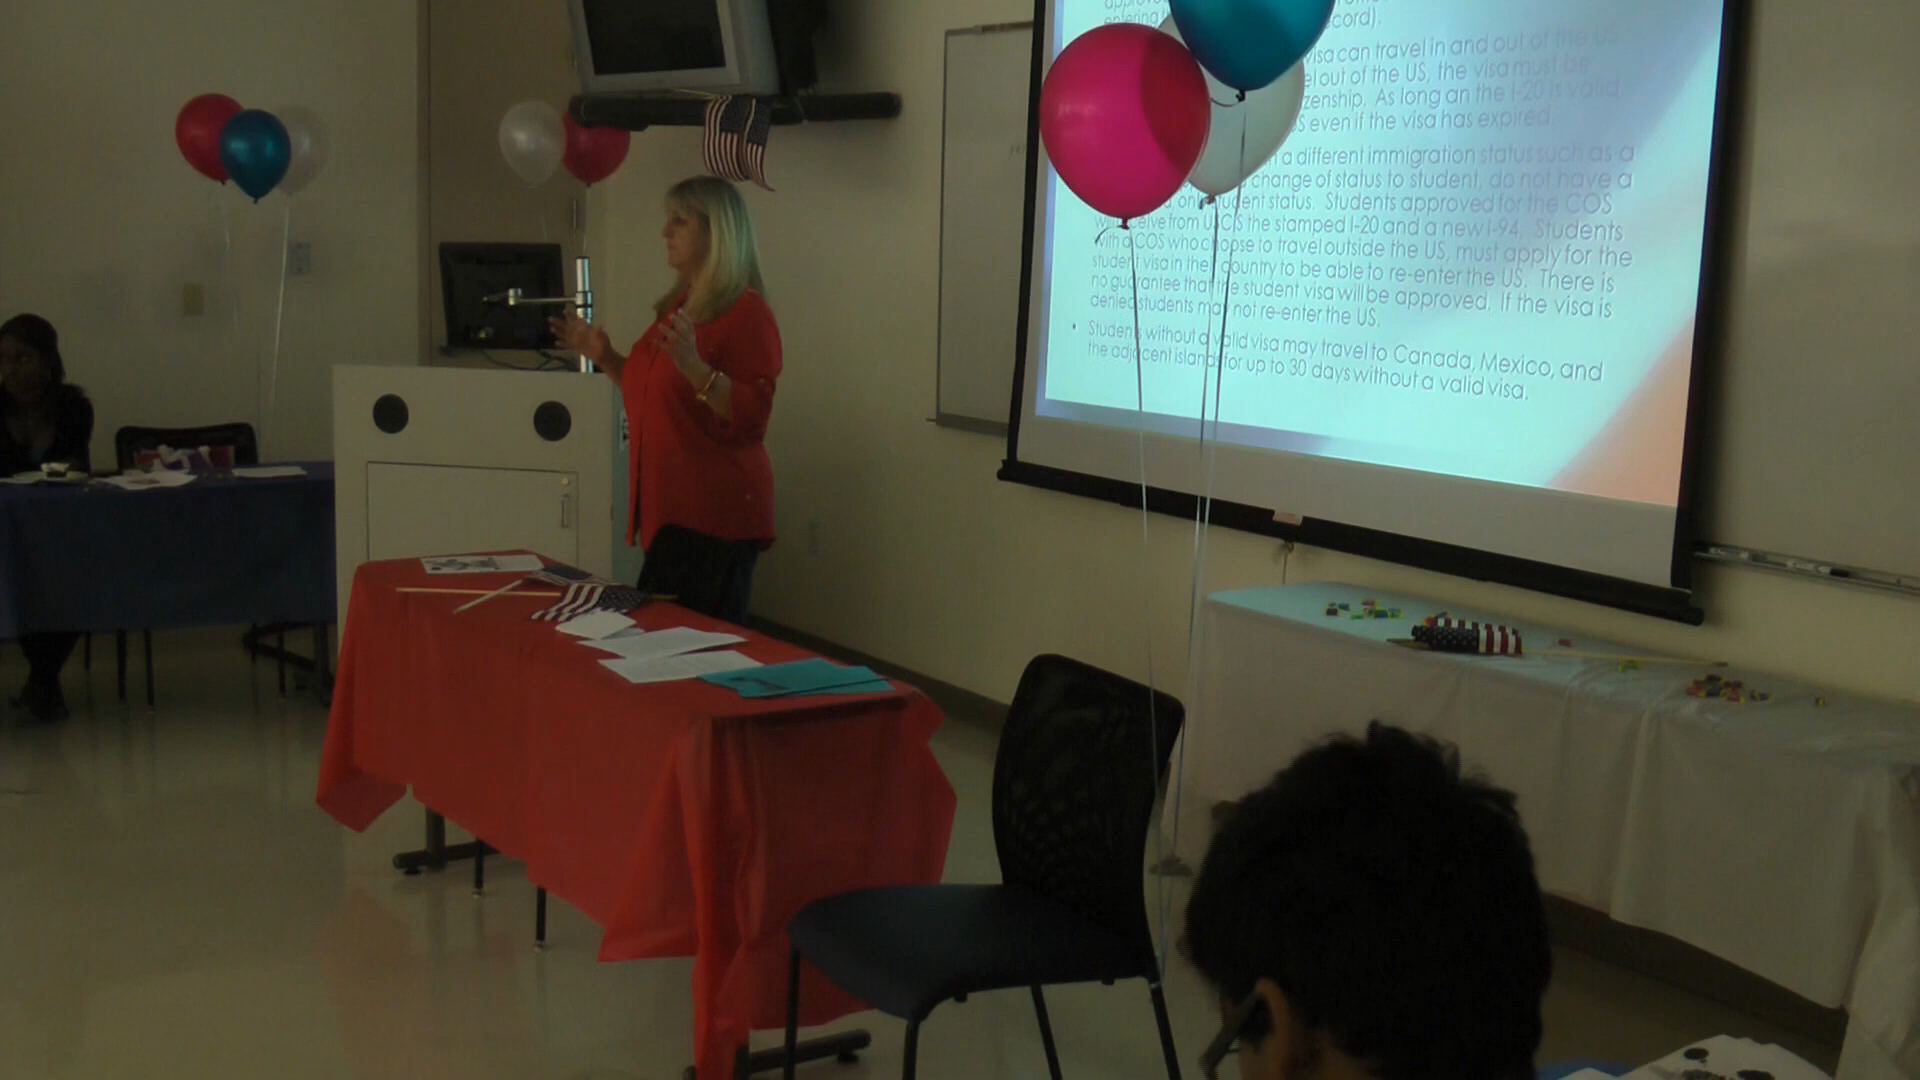 cord).
visa can travel in and out of the US
el out of the US, the visa must be
zenship. As long an the I-20 is valid
S even if the visa has expired
n a different immigration status such as a
change of status to student, do not have a
on student status. Students approved for the COS
ceive from USCIS the stamped I-20 and a new I-94. Students
with a COS who choose to travel outside the US, must apply for the
student visa in their country to be able to re-enter the US. There is
no guarantee that the student visa will be approved. If the visa is
denied students may not re-enter the US.
• Students without a valid visa may travel to Canada, Mexico, and
the adjacent islands for up to 30 days without a valid visa.